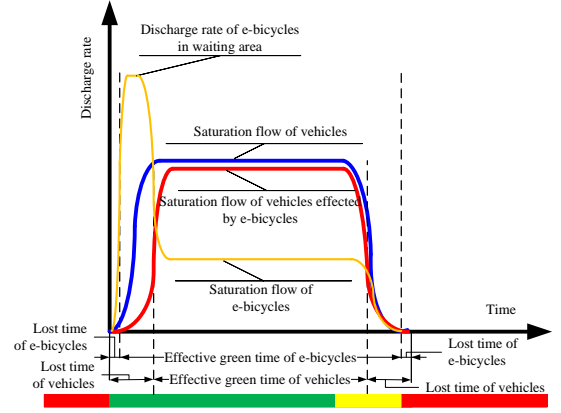 Discharge rate of e-bicycles
in waiting area
Discharge rate
Saturation flow of vehicles
Saturation flow of vehicles effected
by e-bicycles
Saturation flow of
e-bicycles
Time
Lost time
of e-bicycles
Effective green time of e-bicycles
Lost time of
e-bicycles
Lost time
of vehicles
Effective green time of vehicles
Lost time of vehicles